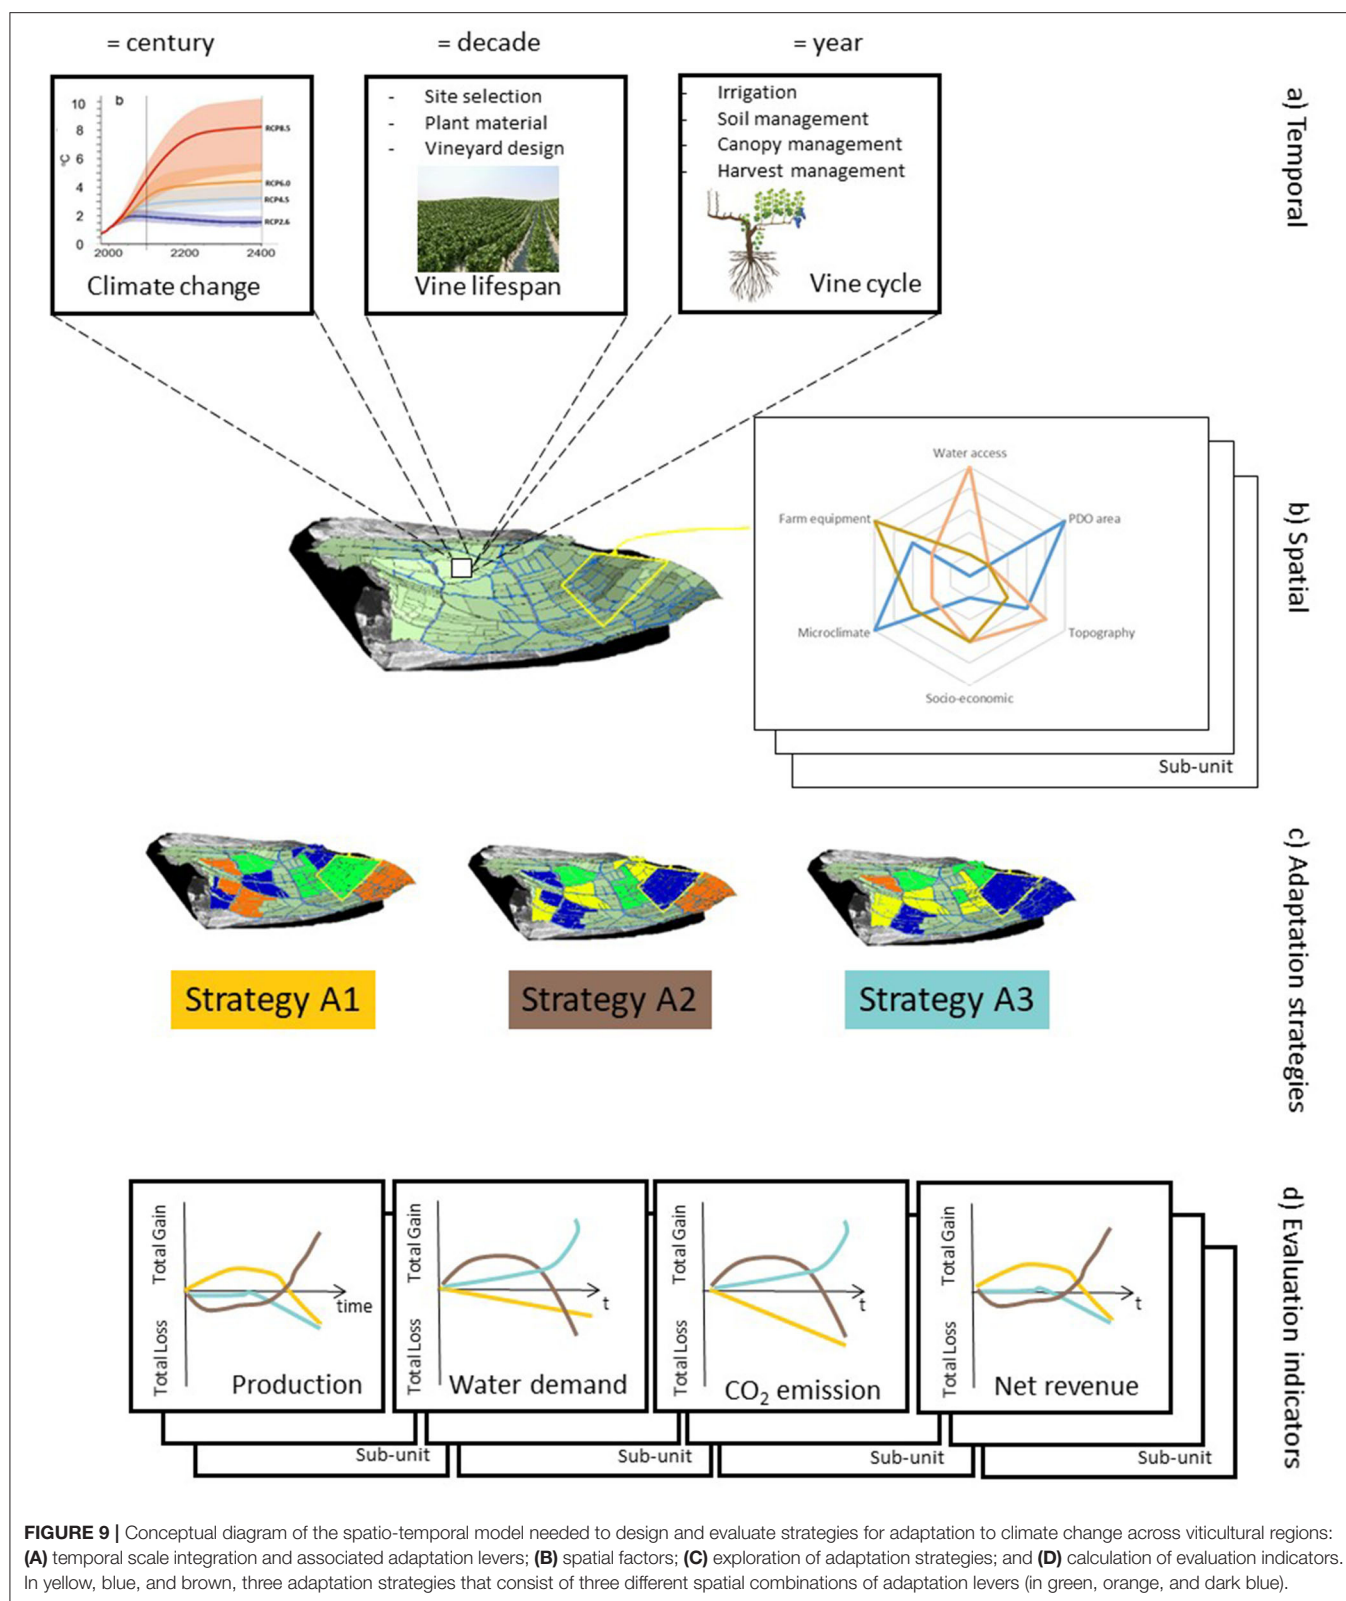 = century
= decade
= year
a) Temporal
b
°C
10
8
6
4
2
0
2000
2200
2400
RCP8.5
RCP6.0
RCP4.5
RCP2.6
Climate change
- Site selection
- Plant material
- Vineyard design
Vine lifespan
- Irrigation
- Soil management
- Canopy management
- Harvest management
Vine cycle
b) Spatial
Water access
Farm equipment
PDO area
Microclimate
Topography
Socio-economic
Sub-unit
c) Adaptation strategies
Strategy A1
Strategy A2
Strategy A3
d) Evaluation indicators
Total Gain
Total Loss
time
Production
Sub-unit
Total Gain
Total Loss
t
Water demand
Sub-unit
Total Gain
Total Loss
t
CO₂ emission
Sub-unit
Total Gain
Total Loss
t
Net revenue
Sub-unit
FIGURE 9 | Conceptual diagram of the spatio-temporal model needed to design and evaluate strategies for adaptation to climate change across viticultural regions:
(A) temporal scale integration and associated adaptation levers; (B) spatial factors; (C) exploration of adaptation strategies; and (D) calculation of evaluation indicators.
In yellow, blue, and brown, three adaptation strategies that consist of three different spatial combinations of adaptation levers (in green, orange, and dark blue).